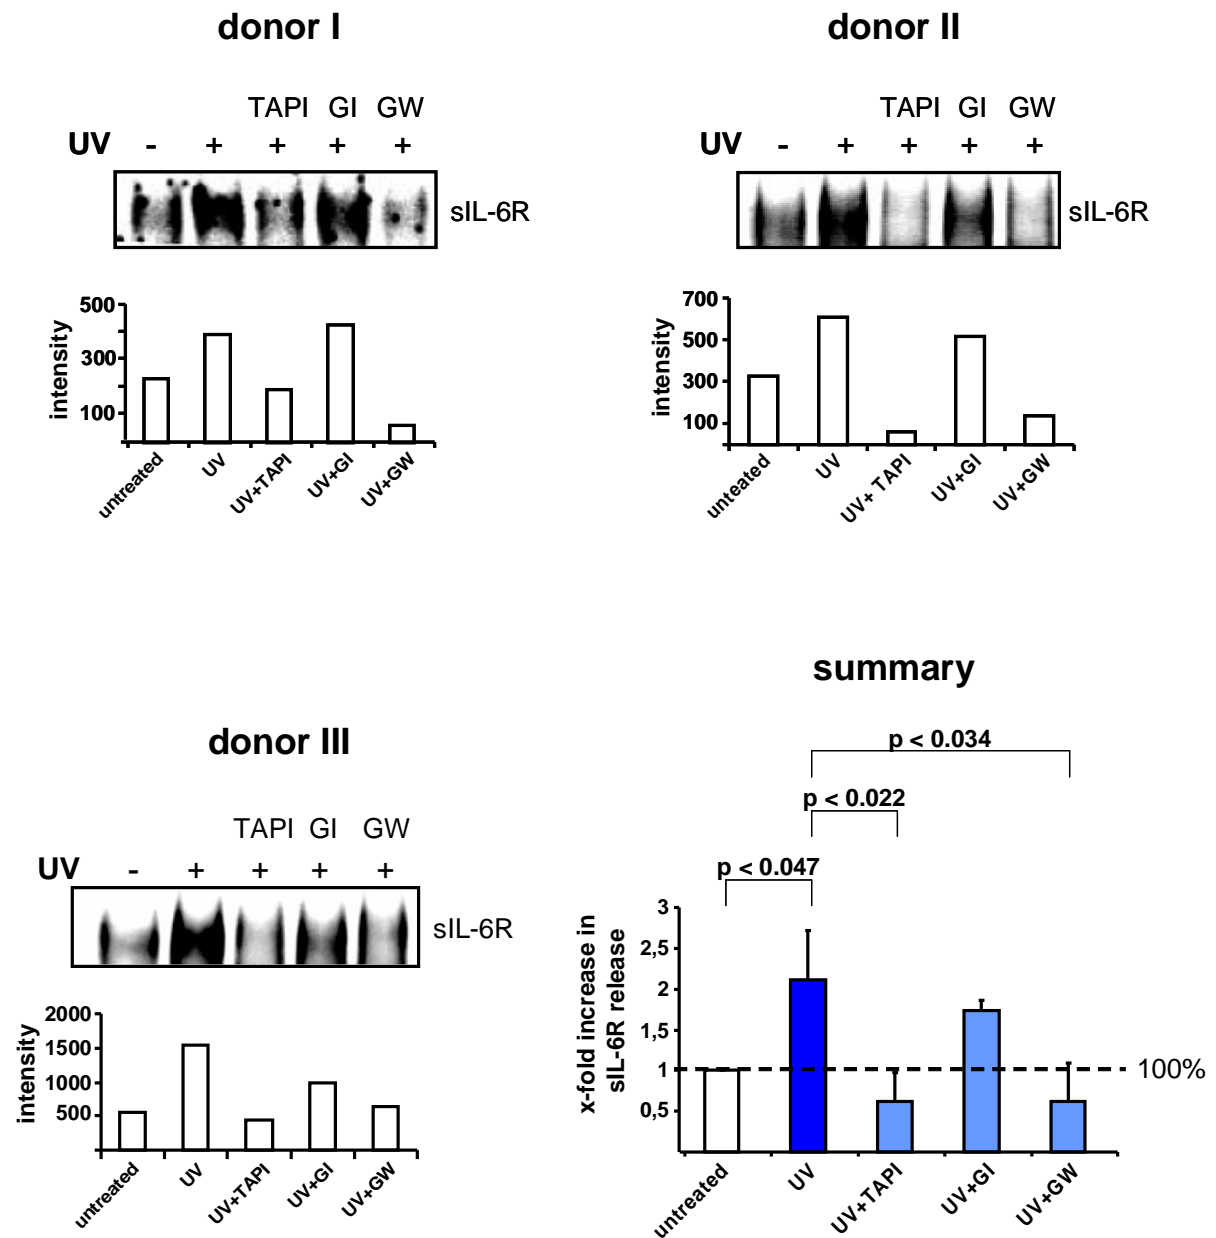 donor I
TAPI GI GW
UV - + + + +
sIL-6R
intensity
500
300
100
untreated
UV
UV+TAPI
UV+GI
UV+GW
donor II
TAPI GI GW
UV - + + + +
sIL-6R
intensity
700
500
300
100
unteated
UV
UV+ TAPI
UV+GI
UV+GW
donor III
TAPI GI GW
UV - + + + +
sIL-6R
intensity
2000
1500
1000
500
untreated
UV
UV+TAPI
UV+GI
UV+GW
summary
p < 0.034
p < 0.022
p < 0.047
x-fold increase in
sIL-6R release
3
2,5
2
1,5
1
0,5
100%
untreated
UV
UV+TAPI
UV+GI
UV+GW